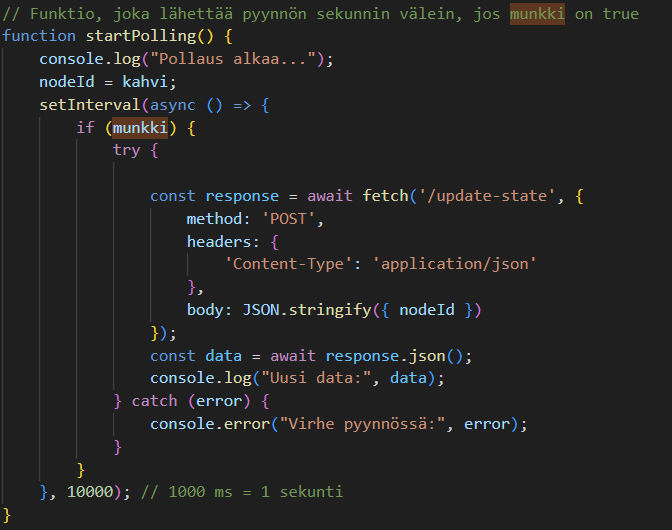 // Funktio, joka lähettää pyynnön sekunnin välein, jos munkki on true
function startPolling() {
    console.log("Pollaus alkaa...");
    nodeId = kahvi;
    setInterval(async () => {
        if (munkki) {
            try {

                const response = await fetch('/update-state', {
                    method: 'POST',
                    headers: {
                        'Content-Type': 'application/json'
                    },
                    body: JSON.stringify({ nodeId })
                });
                const data = await response.json();
                console.log("Uusi data:", data);
            } catch (error) {
                console.error("Virhe pyynnössä:", error);
            }
        }
    }, 10000); // 1000 ms = 1 sekunti
}